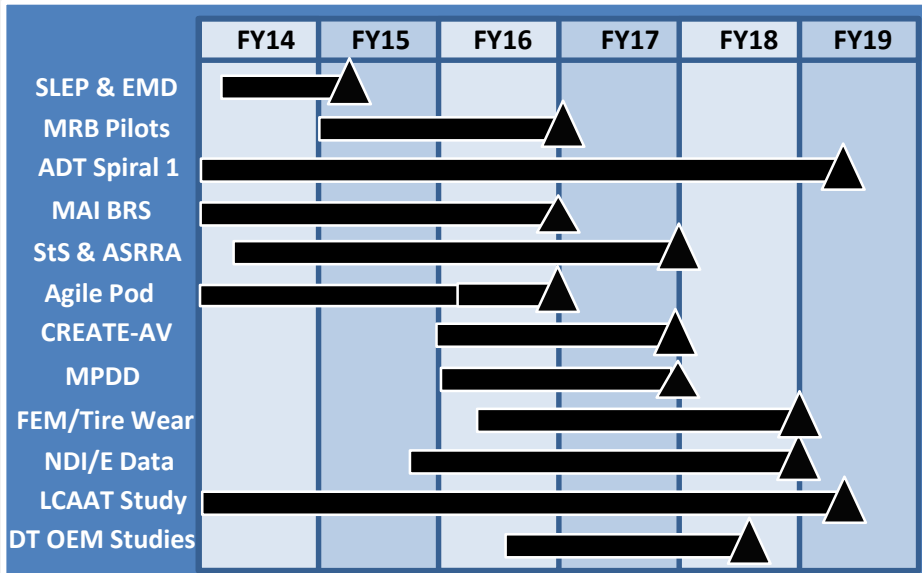 FY14 FY15 FY16 FY17 FY18 FY19
SLEP & EMD
MRB Pilots
ADT Spiral 1
MAI BRS
StS & ASRRA
Agile Pod
CREATE-AV
MPDD
FEM/Tire Wear
NDI/E Data
LCAAT Study
DT OEM Studies